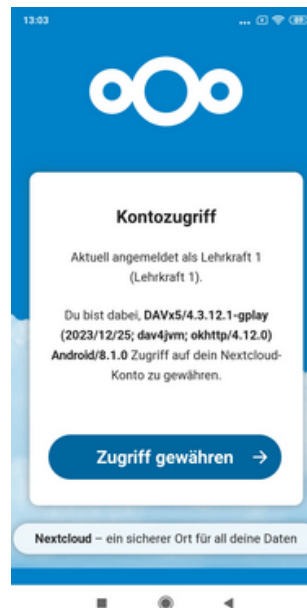 13:03
Kontozugriff
Aktuell angemeldet als Lehrkraft 1
(Lehrkraft 1).
Du bist dabei, DAVx5/4.3.12.1-gplay
(2023/12/25; dav4jvm; okhttp/4.12.0)
Android/8.1.0 Zugriff auf dein Nextcloud-
Konto zu gewähren.
Zugriff gewähren →
Nextcloud – ein sicherer Ort für all deine Daten